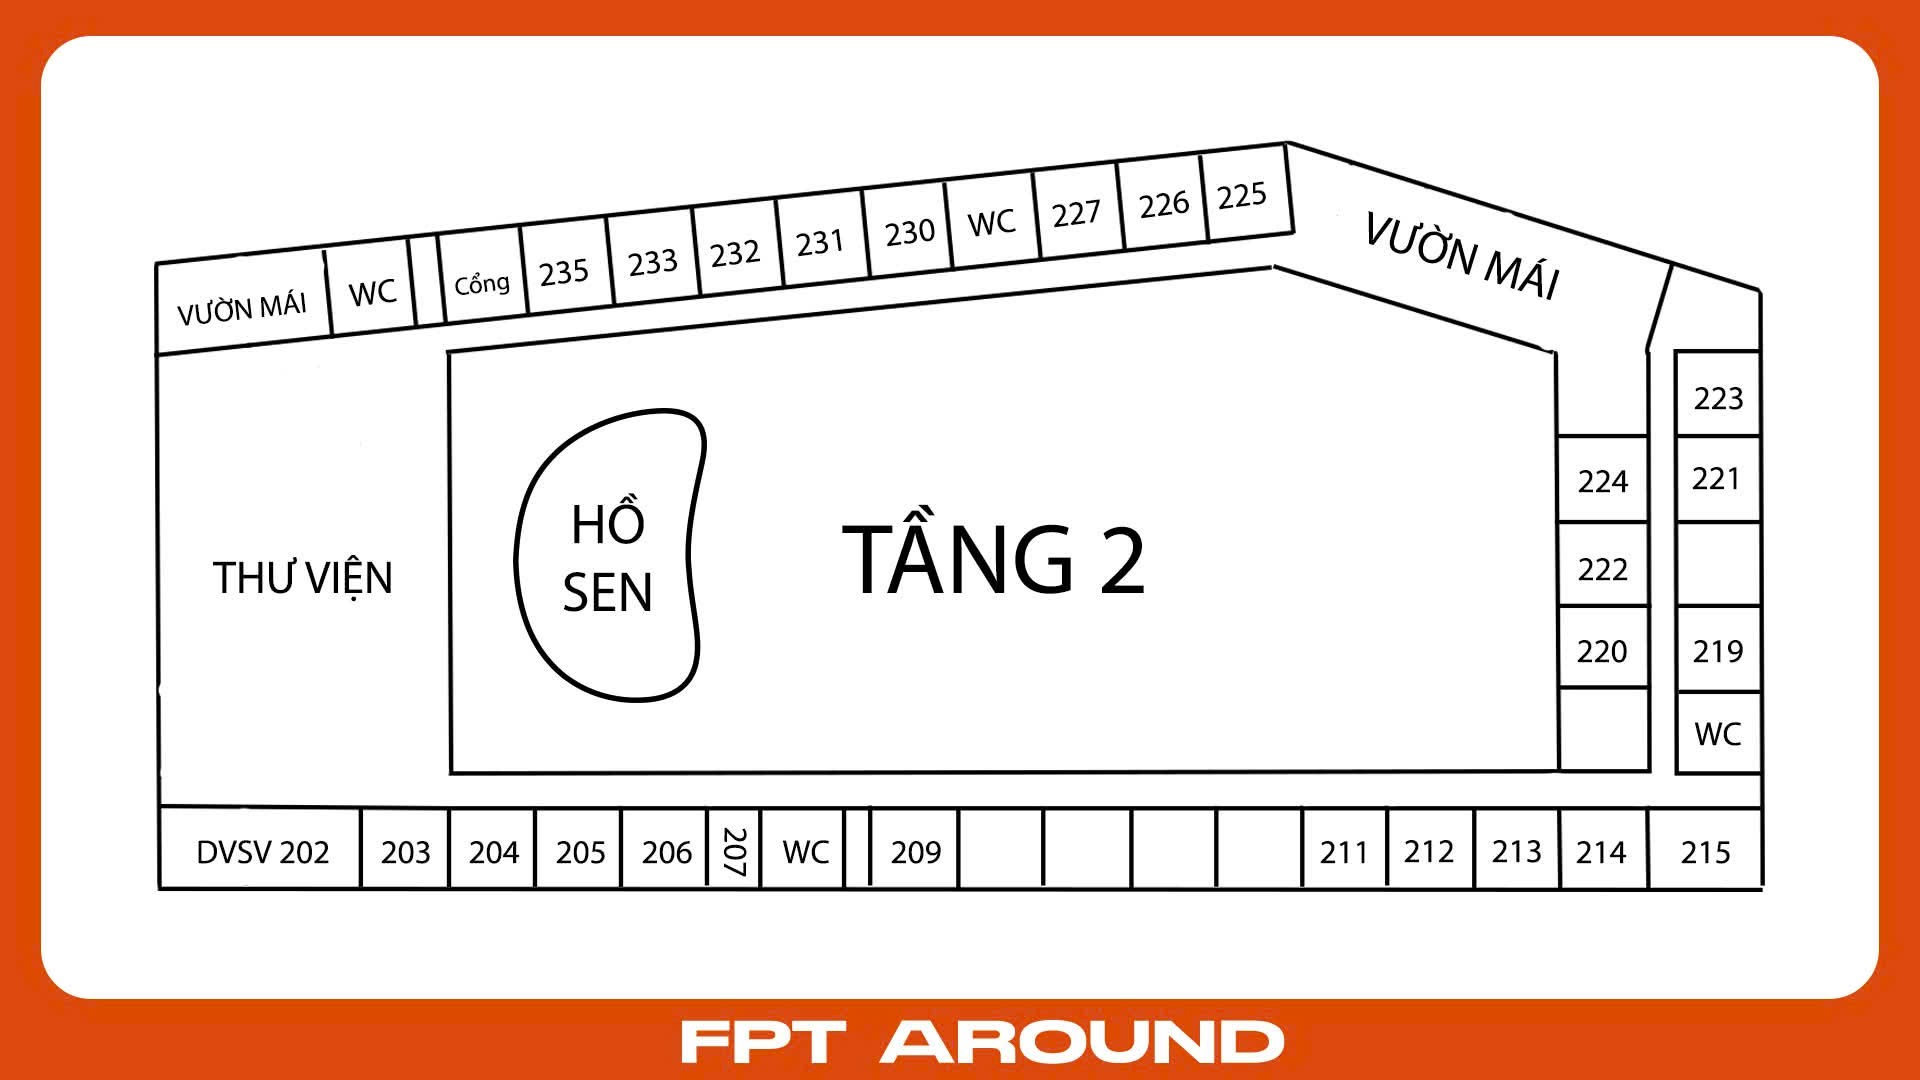 VƯỜN MÁI
WC
Cổng
235
233
232
231
230
WC
227
226
225
VƯỜN MÁI
223
224
221
222
220
219
WC
THƯ VIỆN
HỒ
SEN
TẦNG 2
DVSV 202
203
204
205
206
207
WC
209
211
212
213
214
215
FPT AROUND